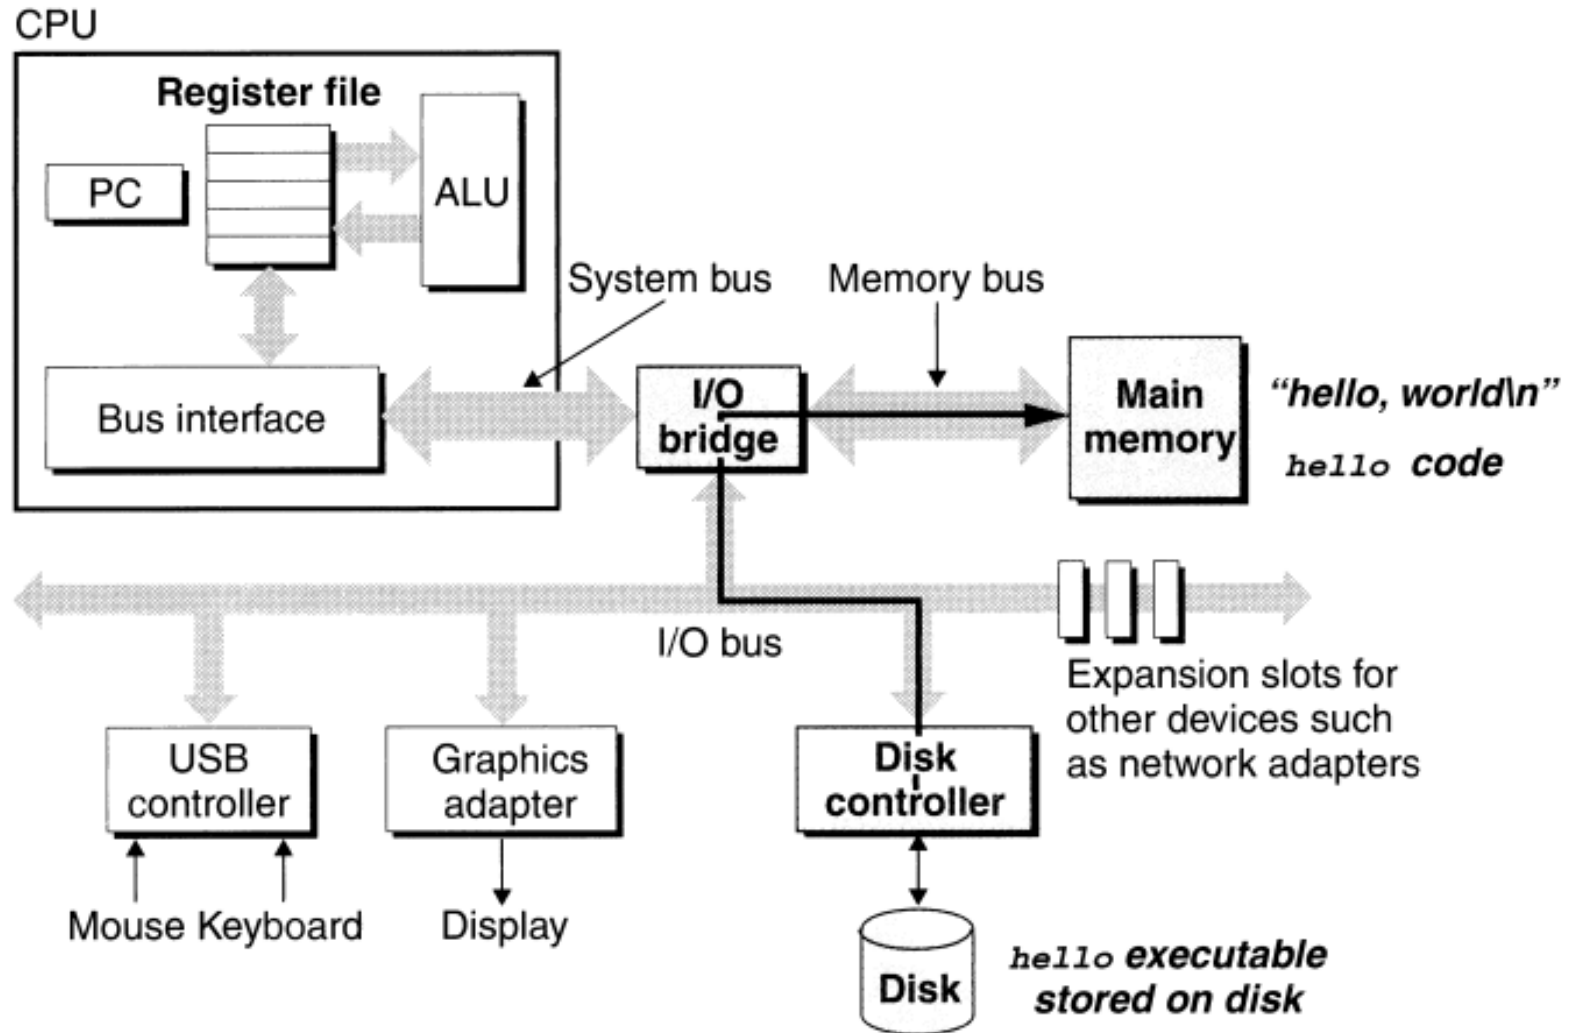 CPU
Register file
PC
ALU
System bus
Memory bus
Bus interface
I/O
bridge
Main
memory
“hello, world\n”
hello code
I/O bus
Expansion slots for
other devices such
as network adapters
USB
controller
Graphics
adapter
Disk
controller
Mouse Keyboard
Display
Disk
hello executable
stored on disk